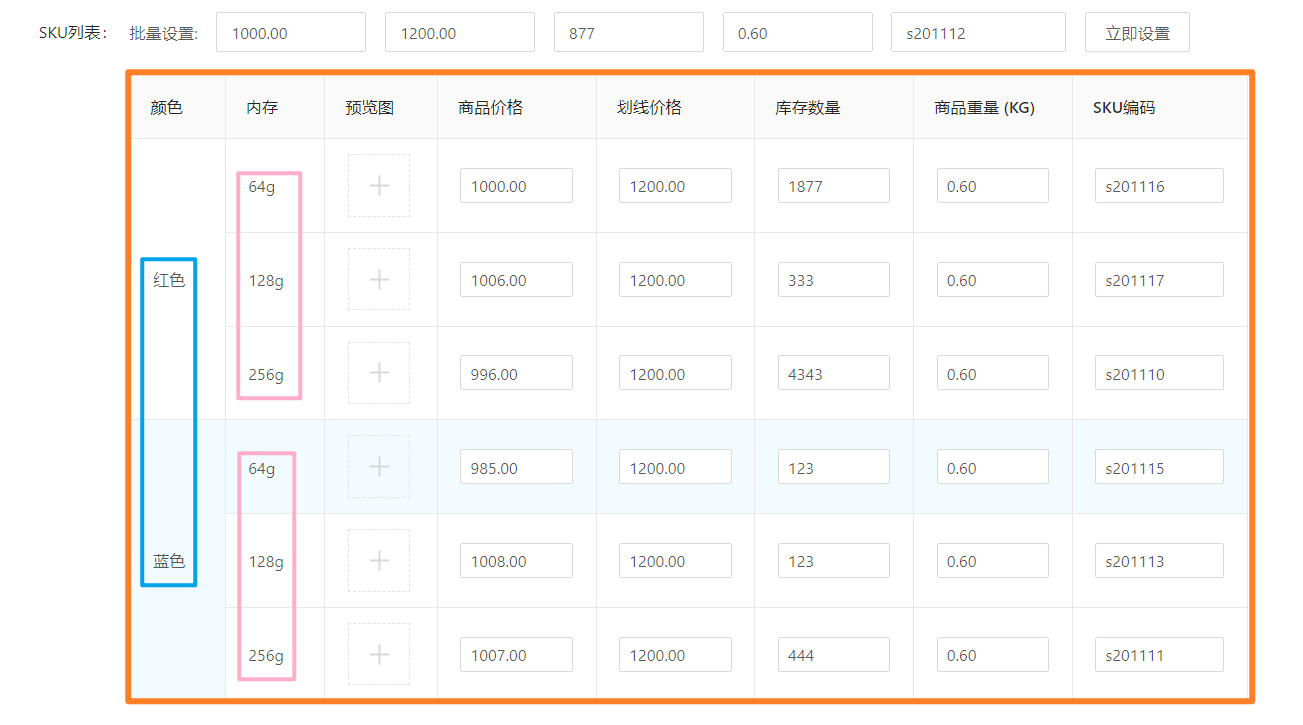 SKU列表: 批量设置: 1000.00 1200.00 877 0.60 s201112 立即设置
颜色 内存 预览图 商品价格 划线价格 库存数量 商品重量 (KG) SKU编码
64g 1000.00 1200.00 1877 0.60 s201116
红色 128g 1006.00 1200.00 333 0.60 s201117
256g 996.00 1200.00 4343 0.60 s201110
64g 985.00 1200.00 123 0.60 s201115
蓝色 128g 1008.00 1200.00 123 0.60 s201113
256g 1007.00 1200.00 444 0.60 s201111